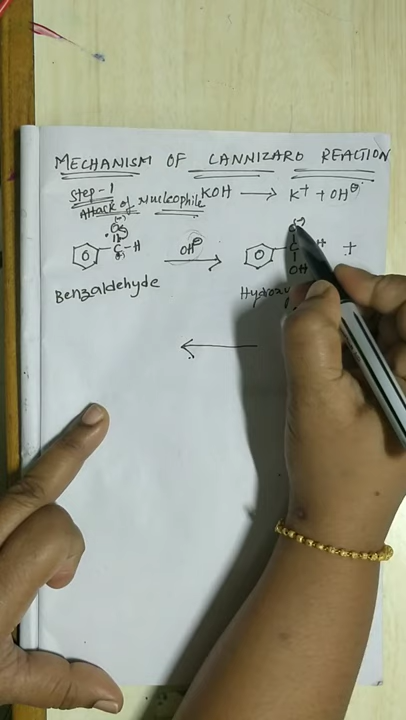 MECHANISM OF CANNIZARO REACTION
Step-1 KOH → K+ + OH⊖
Attack of Nucleophile
O (-)
C - H OH⊖ C H +
OH
Benzaldehyde